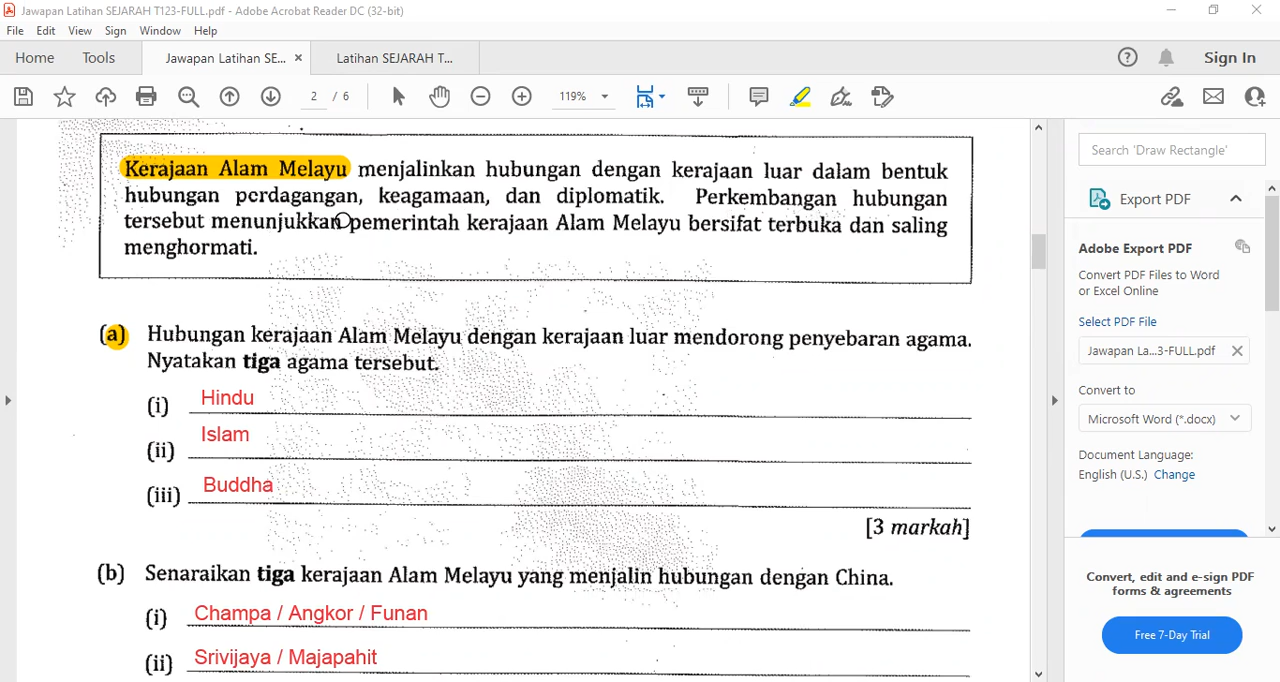 Jawapan Latihan SEJARAH T123-FULL.pdf - Adobe Acrobat Reader DC (32-bit)
File Edit View Sign Window Help
Home Tools Jawapan Latihan SE... × Latihan SEJARAH T... Sign In
2 / 6 119%
Kerajaan Alam Melayu menjalinkan hubungan dengan kerajaan luar dalam bentuk
hubungan perdagangan, keagamaan, dan diplomatik. Perkembangan hubungan
tersebut menunjukkan pemerintah kerajaan Alam Melayu bersifat terbuka dan saling
menghormati.
(a) Hubungan kerajaan Alam Melayu dengan kerajaan luar mendorong penyebaran agama.
Nyatakan tiga agama tersebut.
(i) Hindu
(ii) Islam
(iii) Buddha
[3 markah]
(b) Senaraikan tiga kerajaan Alam Melayu yang menjalin hubungan dengan China.
(i) Champa / Angkor / Funan
(ii) Srivijaya / Majapahit
Search 'Draw Rectangle'
Export PDF
Adobe Export PDF
Convert PDF Files to Word
or Excel Online
Select PDF File
Jawapan La...3-FULL.pdf
Convert to
Microsoft Word (*.docx)
Document Language:
English (U.S.) Change
Convert, edit and e-sign PDF
forms & agreements
Free 7-Day Trial